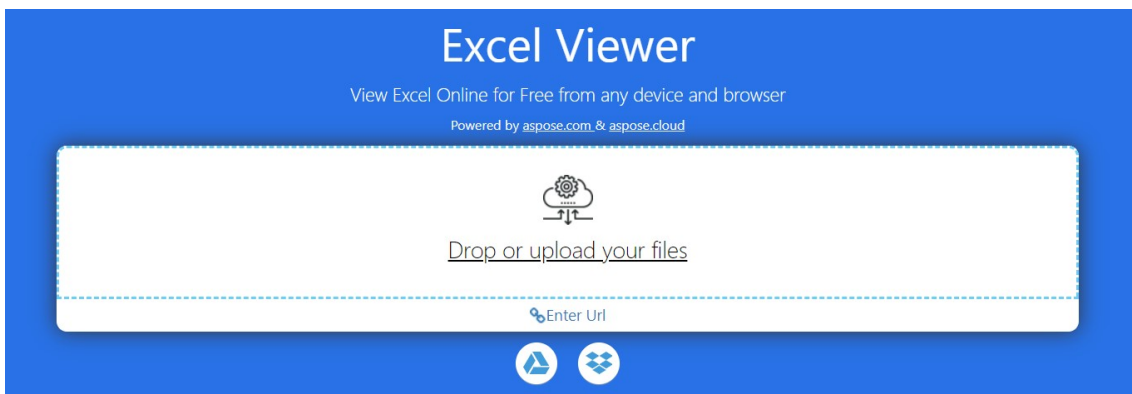 Excel Viewer
View Excel Online for Free from any device and browser
Powered by aspose.com & aspose.cloud
Drop or upload your files
Enter Url